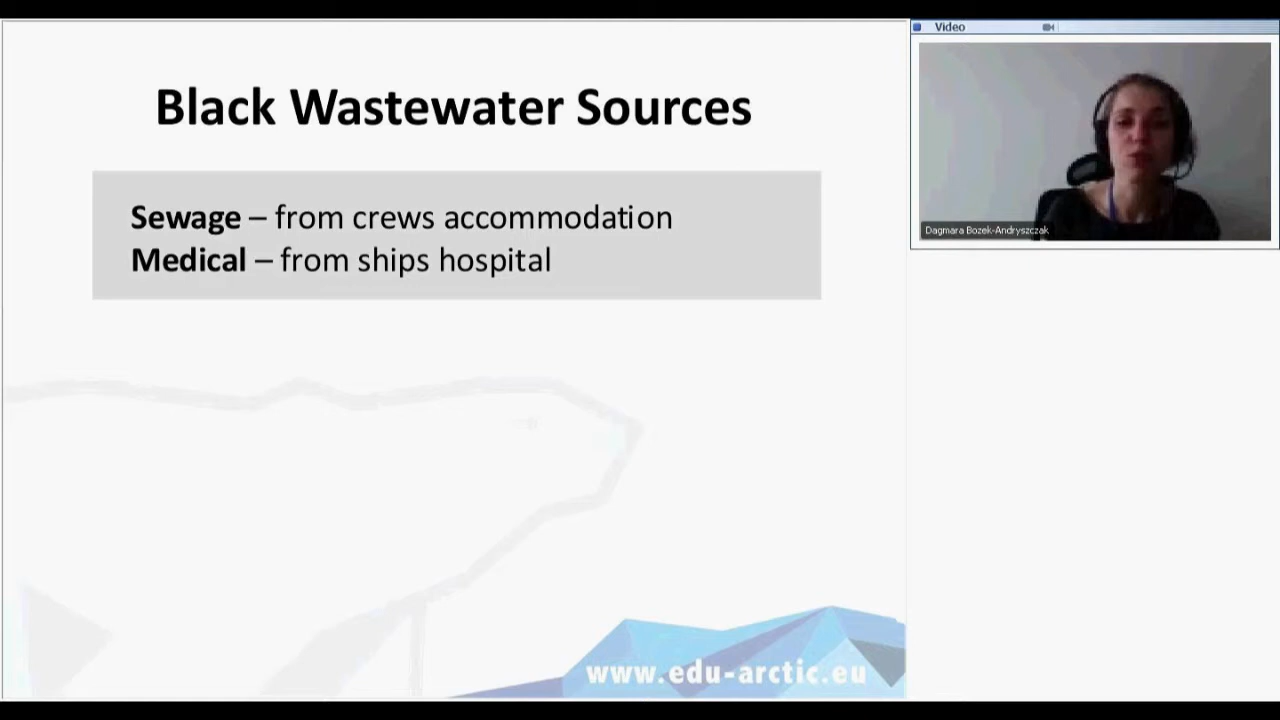 Black Wastewater Sources
Sewage – from crews accommodation
Medical – from ships hospital
www.edu-arctic.eu
Video
Dagmara Bozek-Andryszczak